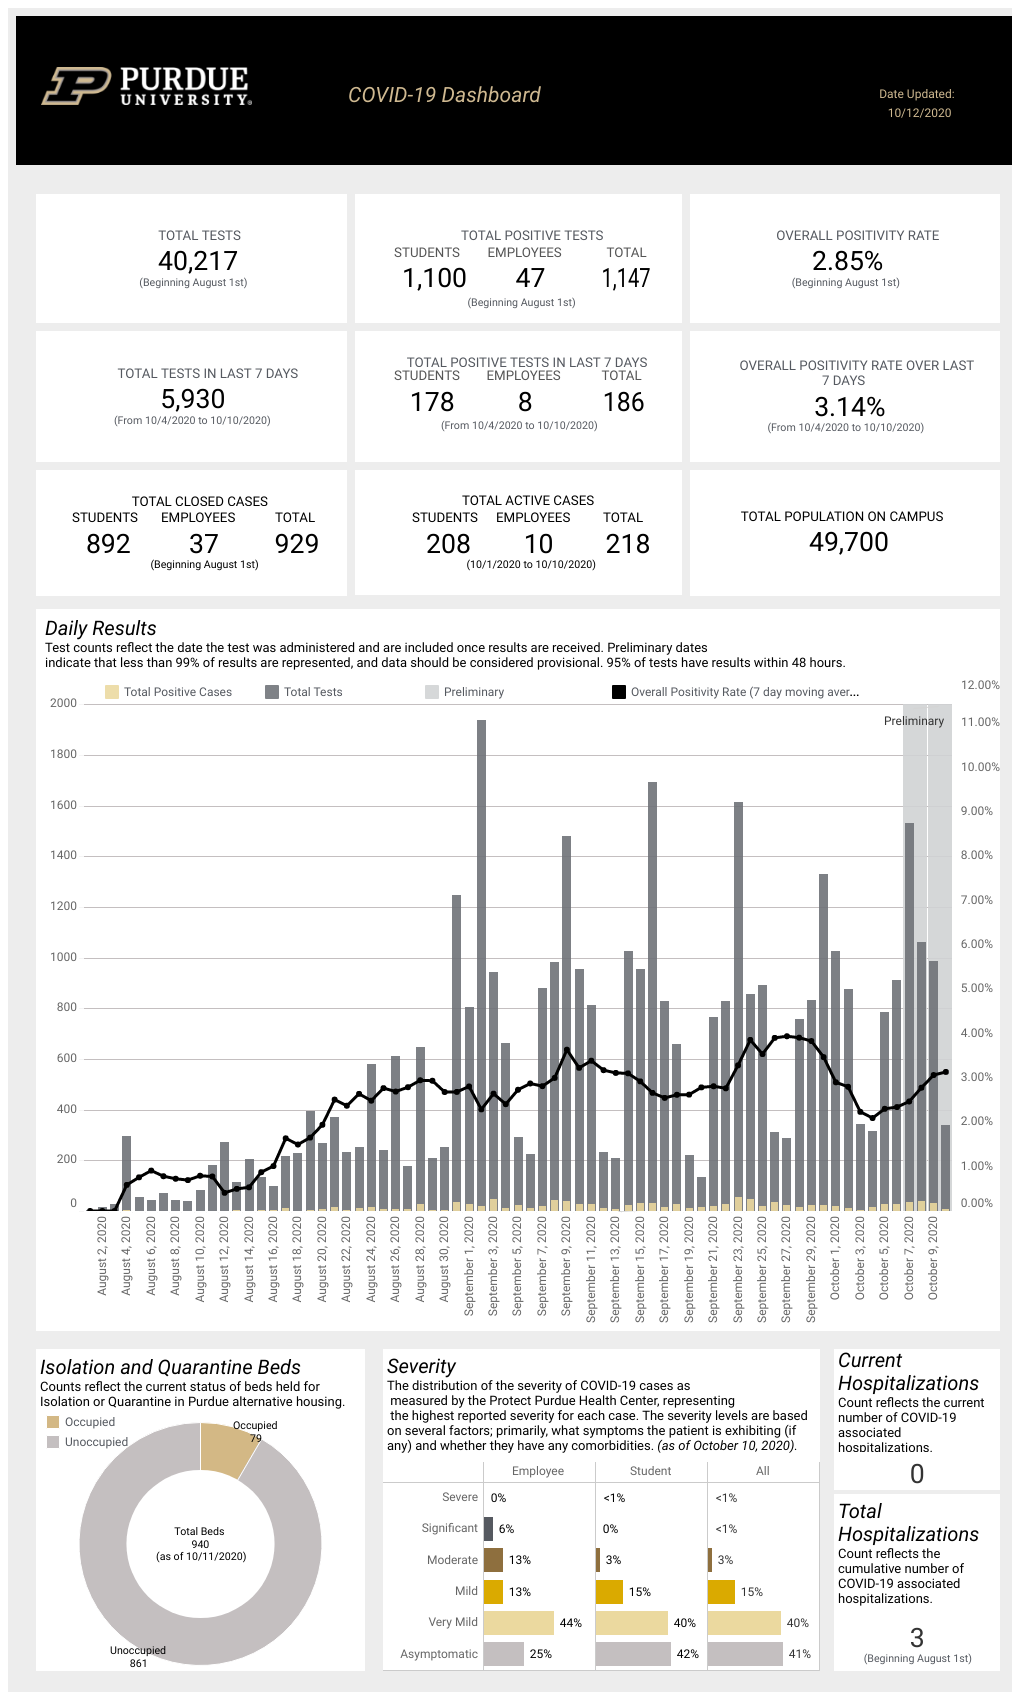 PURDUE
UNIVERSITY®
COVID-19 Dashboard
Date Updated:
10/12/2020
TOTAL TESTS
40,217
(Beginning August 1st)
TOTAL POSITIVE TESTS
STUDENTS EMPLOYEES TOTAL
1,100 47 1,147
(Beginning August 1st)
OVERALL POSITIVITY RATE
2.85%
(Beginning August 1st)
TOTAL TESTS IN LAST 7 DAYS
5,930
(From 10/4/2020 to 10/10/2020)
TOTAL POSITIVE TESTS IN LAST 7 DAYS
STUDENTS EMPLOYEES TOTAL
178 8 186
(From 10/4/2020 to 10/10/2020)
OVERALL POSITIVITY RATE OVER LAST
7 DAYS
3.14%
(From 10/4/2020 to 10/10/2020)
TOTAL CLOSED CASES
STUDENTS EMPLOYEES TOTAL
892 37 929
(Beginning August 1st)
TOTAL ACTIVE CASES
STUDENTS EMPLOYEES TOTAL
208 10 218
(10/1/2020 to 10/10/2020)
TOTAL POPULATION ON CAMPUS
49,700
Daily Results
Test counts reflect the date the test was administered and are included once results are received. Preliminary dates
indicate that less than 99% of results are represented, and data should be considered provisional. 95% of tests have results within 48 hours.
Total Positive Cases Total Tests Preliminary Overall Positivity Rate (7 day moving aver...
2000
1800
1600
1400
1200
1000
800
600
400
200
0
Preliminary
12.00%
11.00%
10.00%
9.00%
8.00%
7.00%
6.00%
5.00%
4.00%
3.00%
2.00%
1.00%
0.00%
August 2, 2020
August 4, 2020
August 6, 2020
August 8, 2020
August 10, 2020
August 12, 2020
August 14, 2020
August 16, 2020
August 18, 2020
August 20, 2020
August 22, 2020
August 24, 2020
August 26, 2020
August 28, 2020
August 30, 2020
September 1, 2020
September 3, 2020
September 5, 2020
September 7, 2020
September 9, 2020
September 11, 2020
September 13, 2020
September 15, 2020
September 17, 2020
September 19, 2020
September 21, 2020
September 23, 2020
September 25, 2020
September 27, 2020
September 29, 2020
October 1, 2020
October 3, 2020
October 5, 2020
October 7, 2020
October 9, 2020
Isolation and Quarantine Beds
Counts reflect the current status of beds held for
Isolation or Quarantine in Purdue alternative housing.
Occupied
Unoccupied
Occupied
79
Total Beds
940
(as of 10/11/2020)
Unoccupied
861
Severity
The distribution of the severity of COVID-19 cases as
measured by the Protect Purdue Health Center, representing
the highest reported severity for each case. The severity levels are based
on several factors; primarily, what symptoms the patient is exhibiting (if
any) and whether they have any comorbidities. (as of October 10, 2020).
Employee Student All
Severe 0% <1% <1%
Significant 6% 0% <1%
Moderate 13% 3% 3%
Mild 13% 15% 15%
Very Mild 44% 40% 40%
Asymptomatic 25% 42% 41%
Current
Hospitalizations
Count reflects the current
number of COVID-19
associated
hospitalizations.
0
Total
Hospitalizations
Count reflects the
cumulative number of
COVID-19 associated
hospitalizations.
3
(Beginning August 1st)